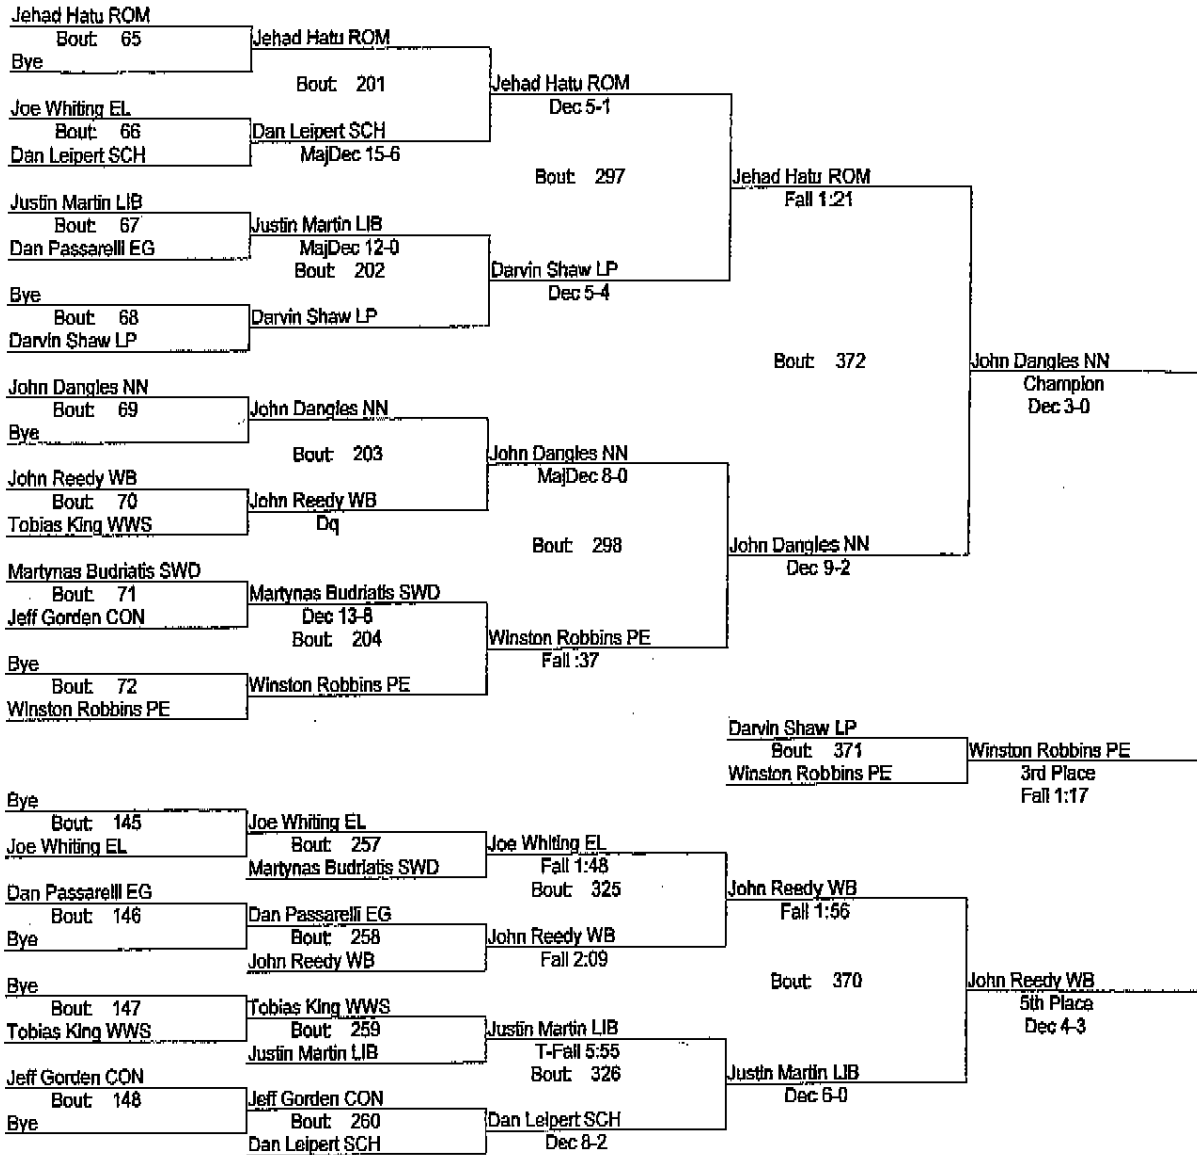 Jehad Hatu ROM
Bout: 65
Bye
Jehad Hatu ROM
Bout: 201
Joe Whiting EL
Bout: 66
Dan Leipert SCH
Dan Leipert SCH
MajDec 15-6
Jehad Hatu ROM
Dec 5-1
Bout: 297
Justin Martin LIB
Bout: 67
Dan Passarelli EG
Justin Martin LIB
MajDec 12-0
Bout: 202
Bye
Bout: 68
Darvin Shaw LP
Darvin Shaw LP
Darvin Shaw LP
Dec 5-4
Jehad Hatu ROM
Fall 1:21
Bout: 372
John Dangles NN
Bout: 69
Bye
John Dangles NN
Bout: 203
John Reedy WB
Bout: 70
Tobias King WWS
John Reedy WB
Dq
John Dangles NN
MajDec 8-0
Bout: 298
Martynas Budriatis SWD
Bout: 71
Jeff Gorden CON
Martynas Budriatis SWD
Dec 13-8
Bout: 204
Bye
Bout: 72
Winston Robbins PE
Winston Robbins PE
Winston Robbins PE
Fall :37
John Dangles NN
Dec 9-2
John Dangles NN
Champion
Dec 3-0
Darvin Shaw LP
Bout: 371
Winston Robbins PE
Winston Robbins PE
3rd Place
Fall 1:17
Bye
Bout: 145
Joe Whiting EL
Joe Whiting EL
Bout: 257
Martynas Budriatis SWD
Joe Whiting EL
Fall 1:48
Bout: 325
Dan Passarelli EG
Bout: 146
Bye
Dan Passarelli EG
Bout: 258
John Reedy WB
John Reedy WB
Fall 2:09
John Reedy WB
Fall 1:56
Bout: 370
Bye
Bout: 147
Tobias King WWS
Tobias King WWS
Bout: 259
Justin Martin LIB
Justin Martin LIB
T-Fall 5:55
Bout: 326
Jeff Gorden CON
Bout: 148
Bye
Jeff Gorden CON
Bout: 260
Dan Leipert SCH
Dan Leipert SCH
Dec 8-2
Justin Martin LIB
Dec 6-0
John Reedy WB
5th Place
Dec 4-3